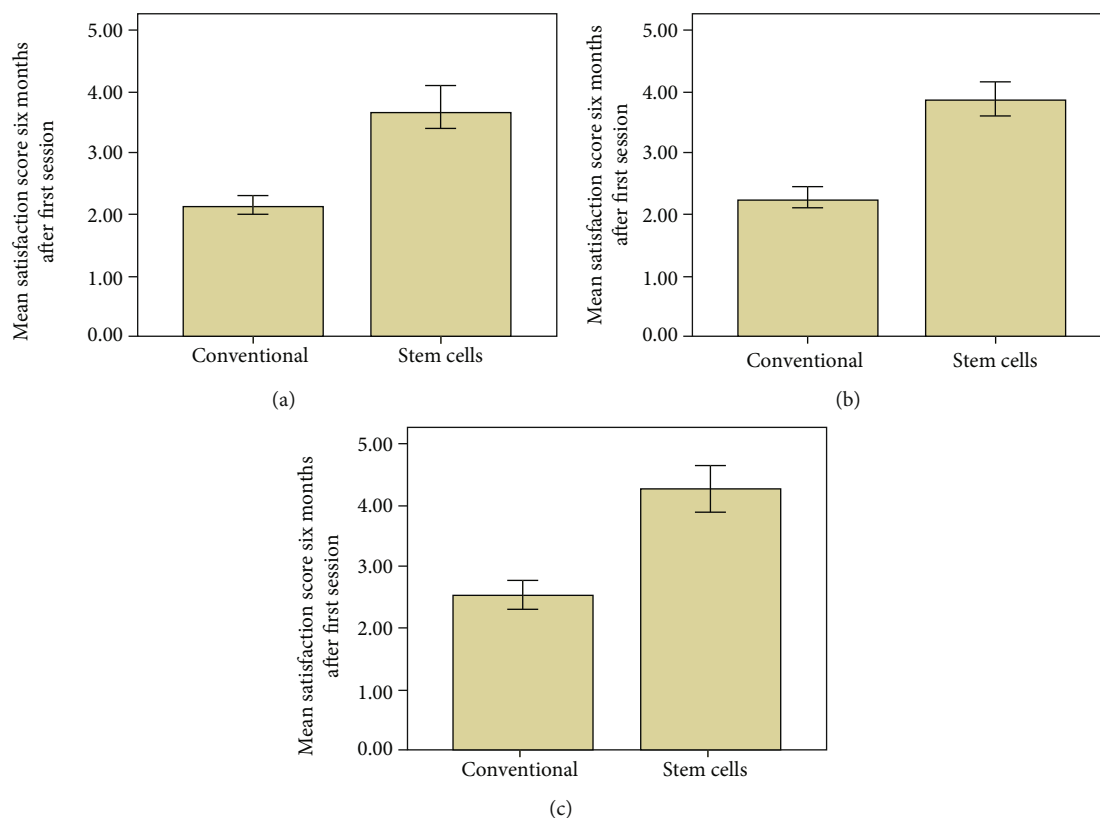 Mean satisfaction score six months
after first session
5.00
4.00
3.00
2.00
1.00
0.00
Conventional
Stem cells
(a)
Mean satisfaction score six months
after first session
5.00
4.00
3.00
2.00
1.00
0.00
Conventional
Stem cells
(b)
Mean satisfaction score six months
after first session
5.00
4.00
3.00
2.00
1.00
0.00
Conventional
Stem cells
(c)